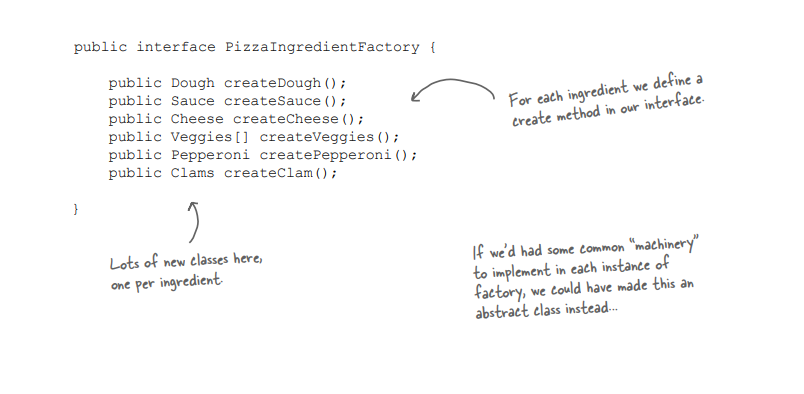 public interface PizzaIngredientFactory {
public Dough createDough();
public Sauce createSauce();
public Cheese createCheese();
public Veggies[] createVeggies();
public Pepperoni createPepperoni();
public Clams createClam();
}
For each ingredient we define a
create method in our interface.
Lots of new classes here,
one per ingredient.
If we'd had some common “machinery”
to implement in each instance of
factory, we could have made this an
abstract class instead...